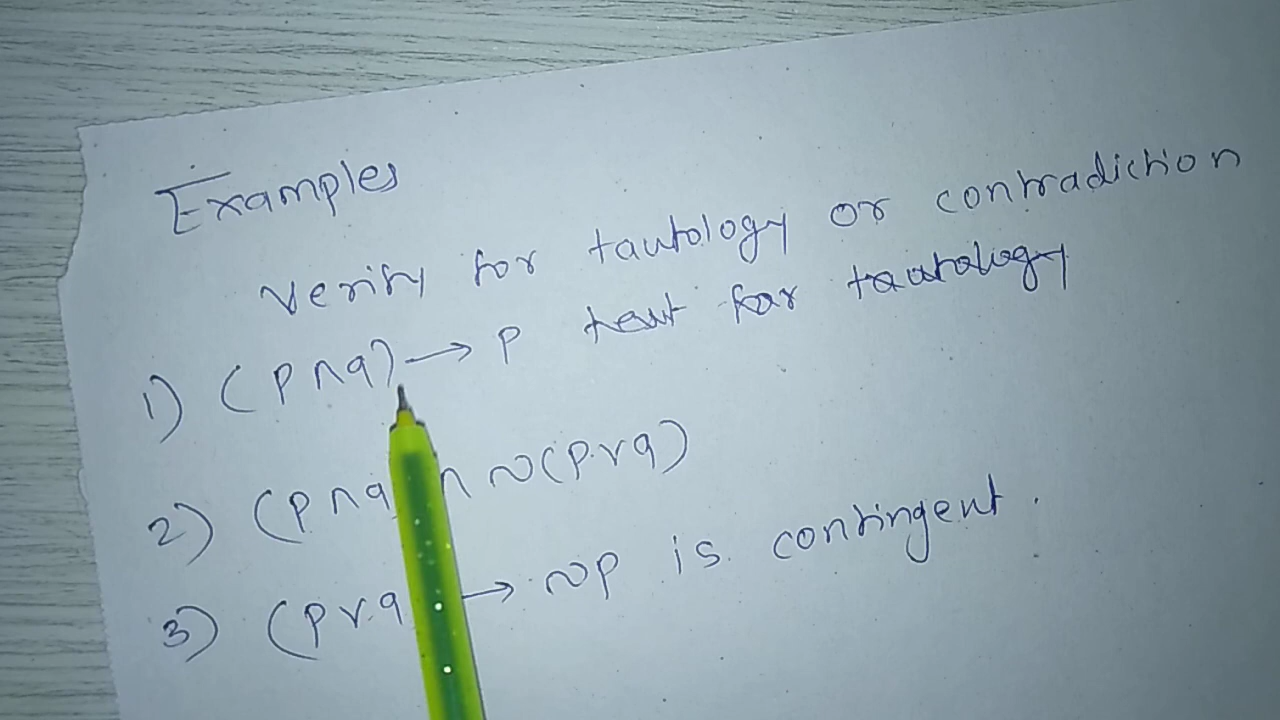 Examples
Verify for tautology or contradiction
1) (p∧q) → p test for tautology
2) (p∧q ∧ ~(p∨q)
3) (p∨q → ~p is contingent.